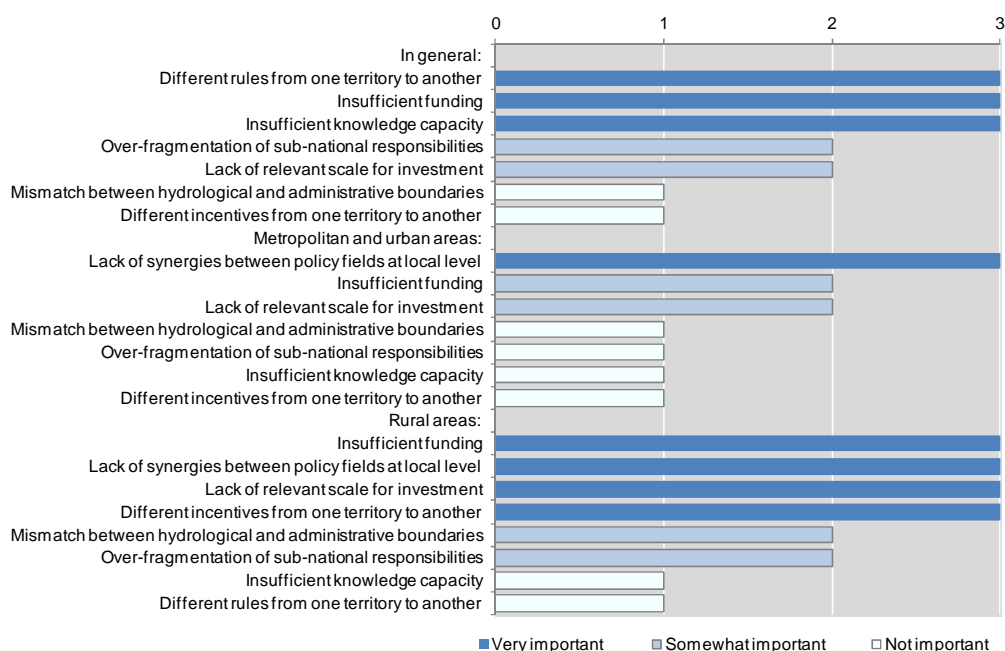 0 1 2 3
In general:
Different rules from one territory to another
Insufficient funding
Insufficient knowledge capacity
Over-fragmentation of sub-national responsibilities
Lack of relevant scale for investment
Mismatch between hydrological and administrative boundaries
Different incentives from one territory to another
Metropolitan and urban areas:
Lack of synergies between policy fields at local level
Insufficient funding
Lack of relevant scale for investment
Mismatch between hydrological and administrative boundaries
Over-fragmentation of sub-national responsibilities
Insufficient knowledge capacity
Different incentives from one territory to another
Rural areas:
Insufficient funding
Lack of synergies between policy fields at local level
Lack of relevant scale for investment
Different incentives from one territory to another
Mismatch between hydrological and administrative boundaries
Over-fragmentation of sub-national responsibilities
Insufficient knowledge capacity
Different rules from one territory to another
Very important Somewhat important Not important